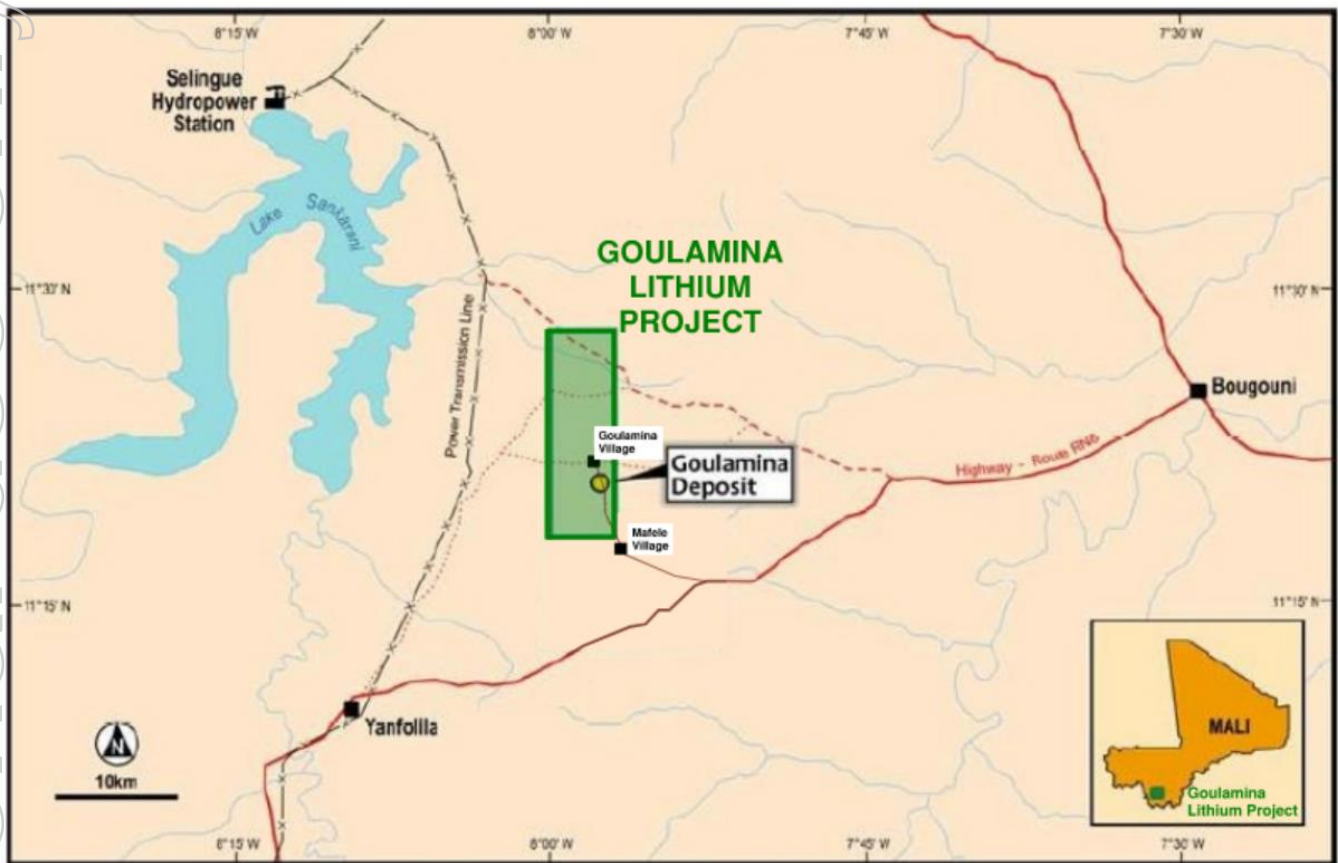 8°15' W
8°00' W
7°45' W
7°30' W
Selingue
Hydropower
Station
Lake Sankarani
GOULAMINA
LITHIUM
PROJECT
11°30' N
11°30' N
Power Transmission Line
Bougouni
Goulamina
Village
Goulamina
Deposit
Highway - Route RN8
Mafele
Village
11°15' N
11°15' N
MALI
Goulamina
Lithium Project
Yanfolila
N
10km
8°15' W
8°00' W
7°45' W
7°30' W